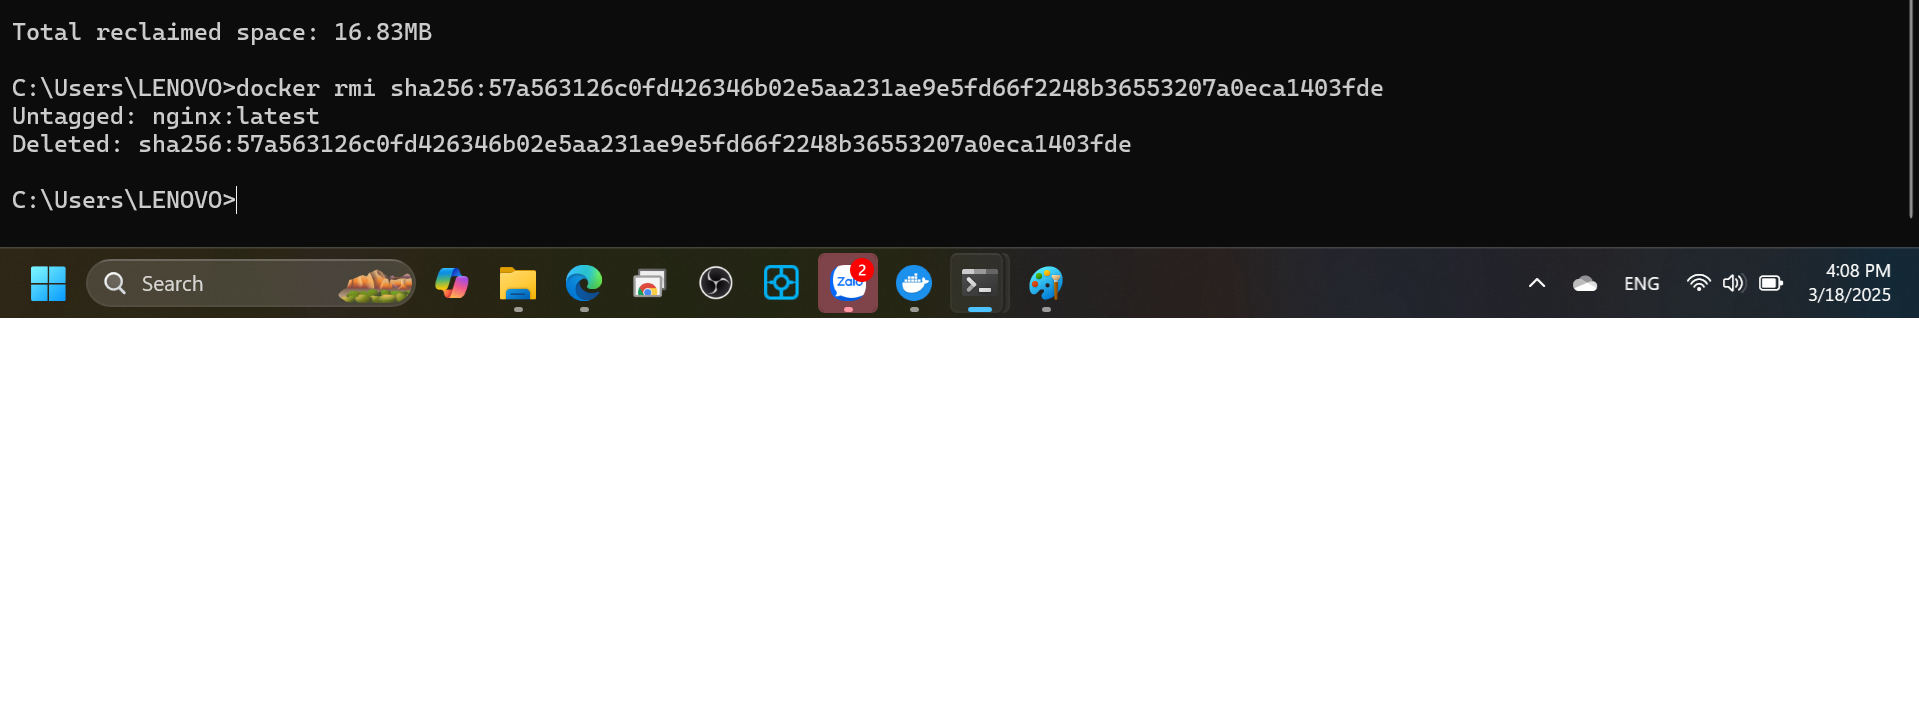 Total reclaimed space: 16.83MB
C:\Users\LENOVO>docker rmi sha256:57a563126c0fd426346b02e5aa231ae9e5fd66f2248b36553207a0eca1403fde
Untagged: nginx:latest
Deleted: sha256:57a563126c0fd426346b02e5aa231ae9e5fd66f2248b36553207a0eca1403fde
C:\Users\LENOVO>
Search
Zalo
2
ENG
4:08 PM
3/18/2025